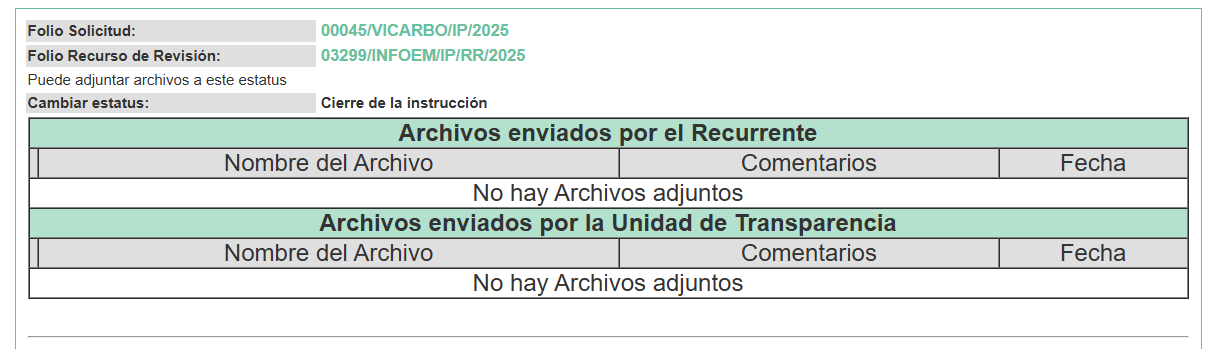 Folio Solicitud: 00045/VICARBO/IP/2025
Folio Recurso de Revisión: 03299/INFOEM/IP/RR/2025
Puede adjuntar archivos a este estatus
Cambiar estatus: Cierre de la instrucción
Archivos enviados por el Recurrente
Nombre del Archivo Comentarios Fecha
No hay Archivos adjuntos
Archivos enviados por la Unidad de Transparencia
Nombre del Archivo Comentarios Fecha
No hay Archivos adjuntos